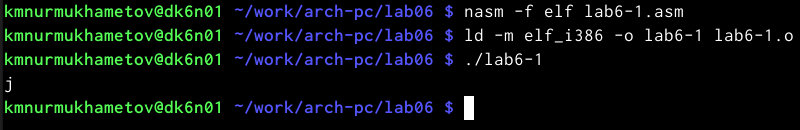 kmnurmukhametov@dk6n01 ~/work/arch-pc/lab06 $ nasm -f elf lab6-1.asm
kmnurmukhametov@dk6n01 ~/work/arch-pc/lab06 $ ld -m elf_i386 -o lab6-1 lab6-1.o
kmnurmukhametov@dk6n01 ~/work/arch-pc/lab06 $ ./lab6-1
j
kmnurmukhametov@dk6n01 ~/work/arch-pc/lab06 $